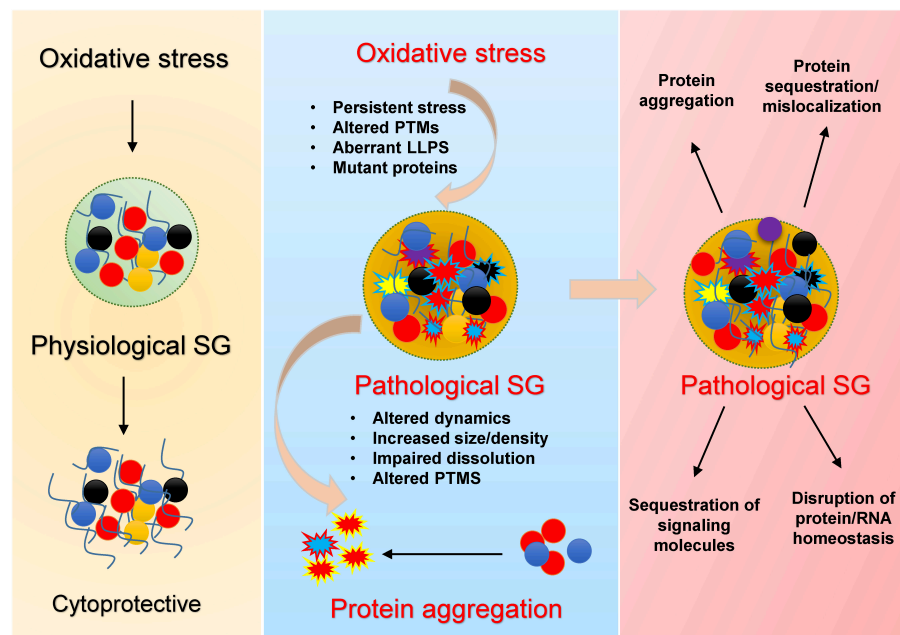 Oxidative stress
Physiological SG
Cytoprotective
Oxidative stress
• Persistent stress
• Altered PTMs
• Aberrant LLPS
• Mutant proteins
Pathological SG
• Altered dynamics
• Increased size/density
• Impaired dissolution
• Altered PTMS
Protein aggregation
Protein
aggregation
Protein
sequestration/
mislocalization
Pathological SG
Sequestration of
signaling
molecules
Disruption of
protein/RNA
homeostasis